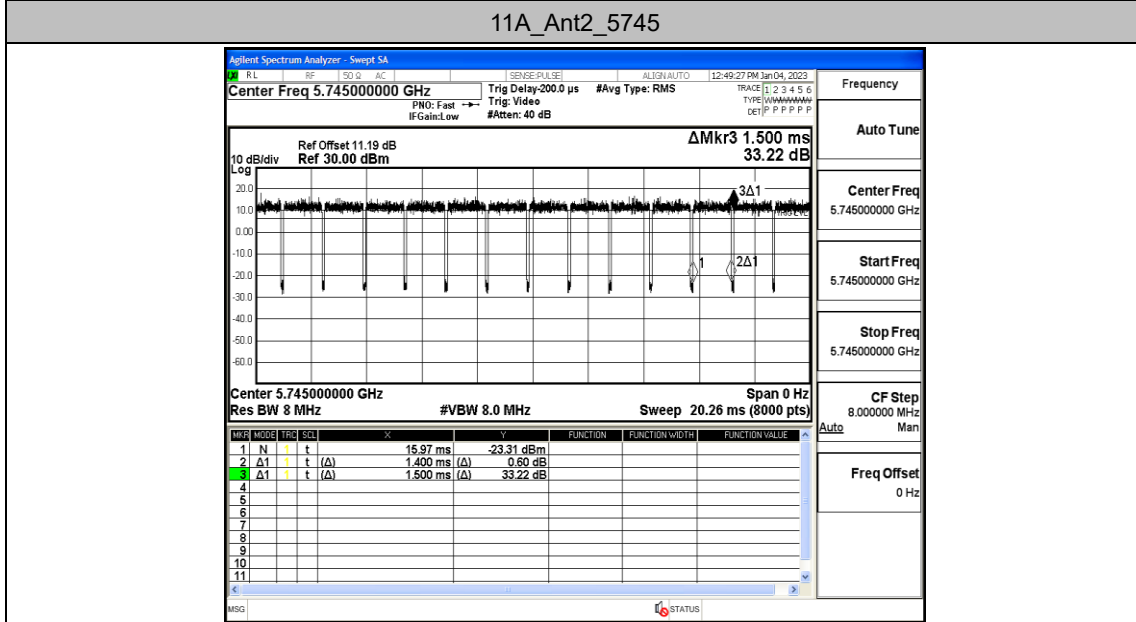 11A_Ant2_5745
Agilent Spectrum Analyzer - Swept SA
LXI RL RF 50 Ω AC SENSE:PULSE ALIGN AUTO 12:49:27 PM Jan 04, 2023
Center Freq 5.745000000 GHz Trig Delay-200.0 µs #Avg Type: RMS TRACE 1 2 3 4 5 6
PNO: Fast Trig: Video TYPE
IFGain:Low #Atten: 40 dB DET P P P P P P
Frequency
Auto Tune
Center Freq
5.745000000 GHz
Start Freq
5.745000000 GHz
Stop Freq
5.745000000 GHz
CF Step
8.000000 MHz
Auto Man
Freq Offset
0 Hz
ΔMkr3 1.500 ms
33.22 dB
Ref Offset 11.19 dB
10 dB/div Ref 30.00 dBm
Log
20.0
10.0
0.00
-10.0
-20.0
-30.0
-40.0
-50.0
-60.0
3Δ1
1
2Δ1
Center 5.745000000 GHz Span 0 Hz
Res BW 8 MHz #VBW 8.0 MHz Sweep 20.26 ms (8000 pts)
MKR MODE TRC SCL X Y FUNCTION FUNCTION WIDTH FUNCTION VALUE
1 N 1 t 15.97 ms -23.31 dBm
2 Δ1 1 t (Δ) 1.400 ms (Δ) 0.60 dB
3 Δ1 1 t (Δ) 1.500 ms (Δ) 33.22 dB
4
5
6
7
8
9
10
11
MSG STATUS